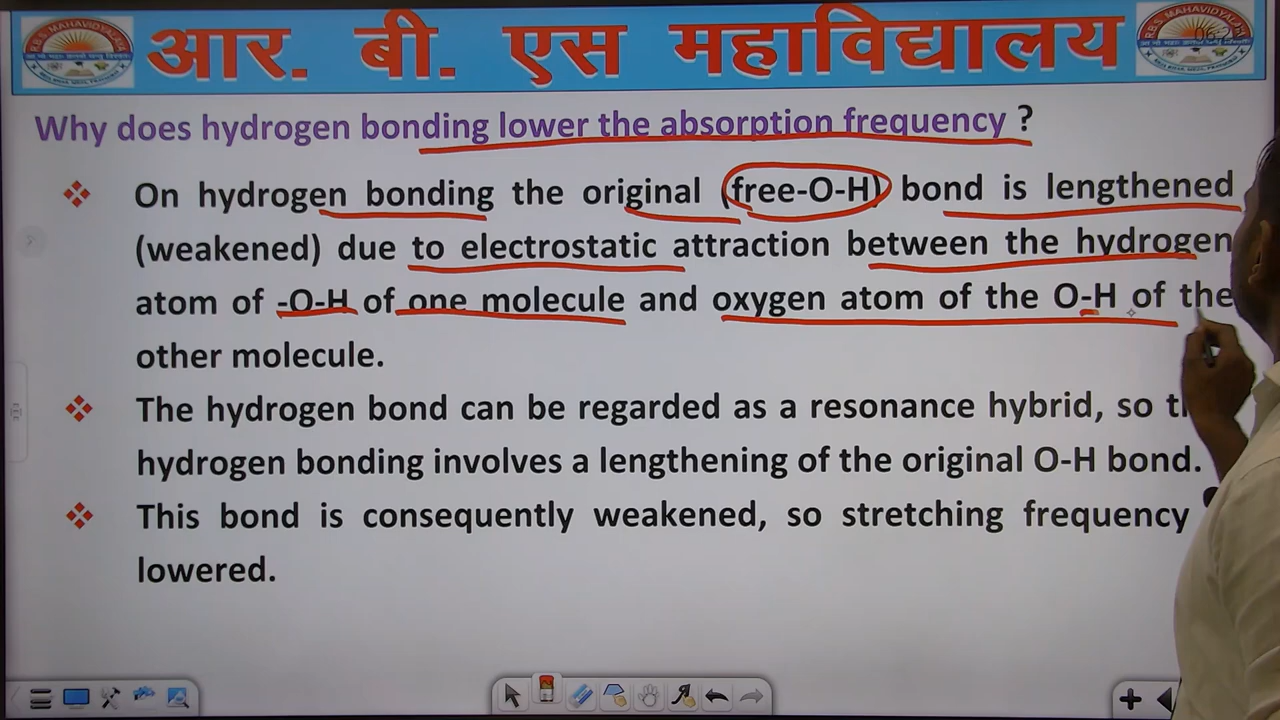 आर. बी. एस महाविद्यालय
R.B.S. MAHAVIDYALAYA
R.B.S. MAHAVIDYALAYA
Why does hydrogen bonding lower the absorption frequency ?
On hydrogen bonding the original (free-O-H) bond is lengthened
(weakened) due to electrostatic attraction between the hydrogen
atom of -O-H of one molecule and oxygen atom of the O-H of the
other molecule.
The hydrogen bond can be regarded as a resonance hybrid, so
hydrogen bonding involves a lengthening of the original O-H bond.
This bond is consequently weakened, so stretching frequency
lowered.